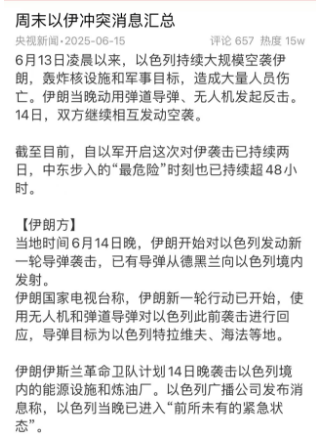 周末以伊冲突消息汇总
央视新闻•2025-06-15 评论 657 热度 15w
6月13日凌晨以来，以色列持续大规模空袭伊
朗，轰炸核设施和军事目标，造成大量人员伤
亡。伊朗当晚动用弹道导弹、无人机发起反击。
14日，双方继续相互发动空袭。
截至目前，自以军开启这次对伊袭击已持续两
日，中东步入的“最危险”时刻也已持续超48小
时。
【伊朗方】
当地时间6月14日晚，伊朗开始对以色列发动新
一轮导弹袭击，已有导弹从德黑兰向以色列境内
发射。
伊朗国家电视台称，伊朗新一轮行动已开始，使
用无人机和弹道导弹对以色列此前袭击进行回
应，导弹目标为以色列特拉维夫、海法等地。
伊朗伊斯兰革命卫队计划14日晚袭击以色列境
内的能源设施和炼油厂。以色列广播公司发布消
息称，以色列当晚已进入“前所未有的紧急状
态”。